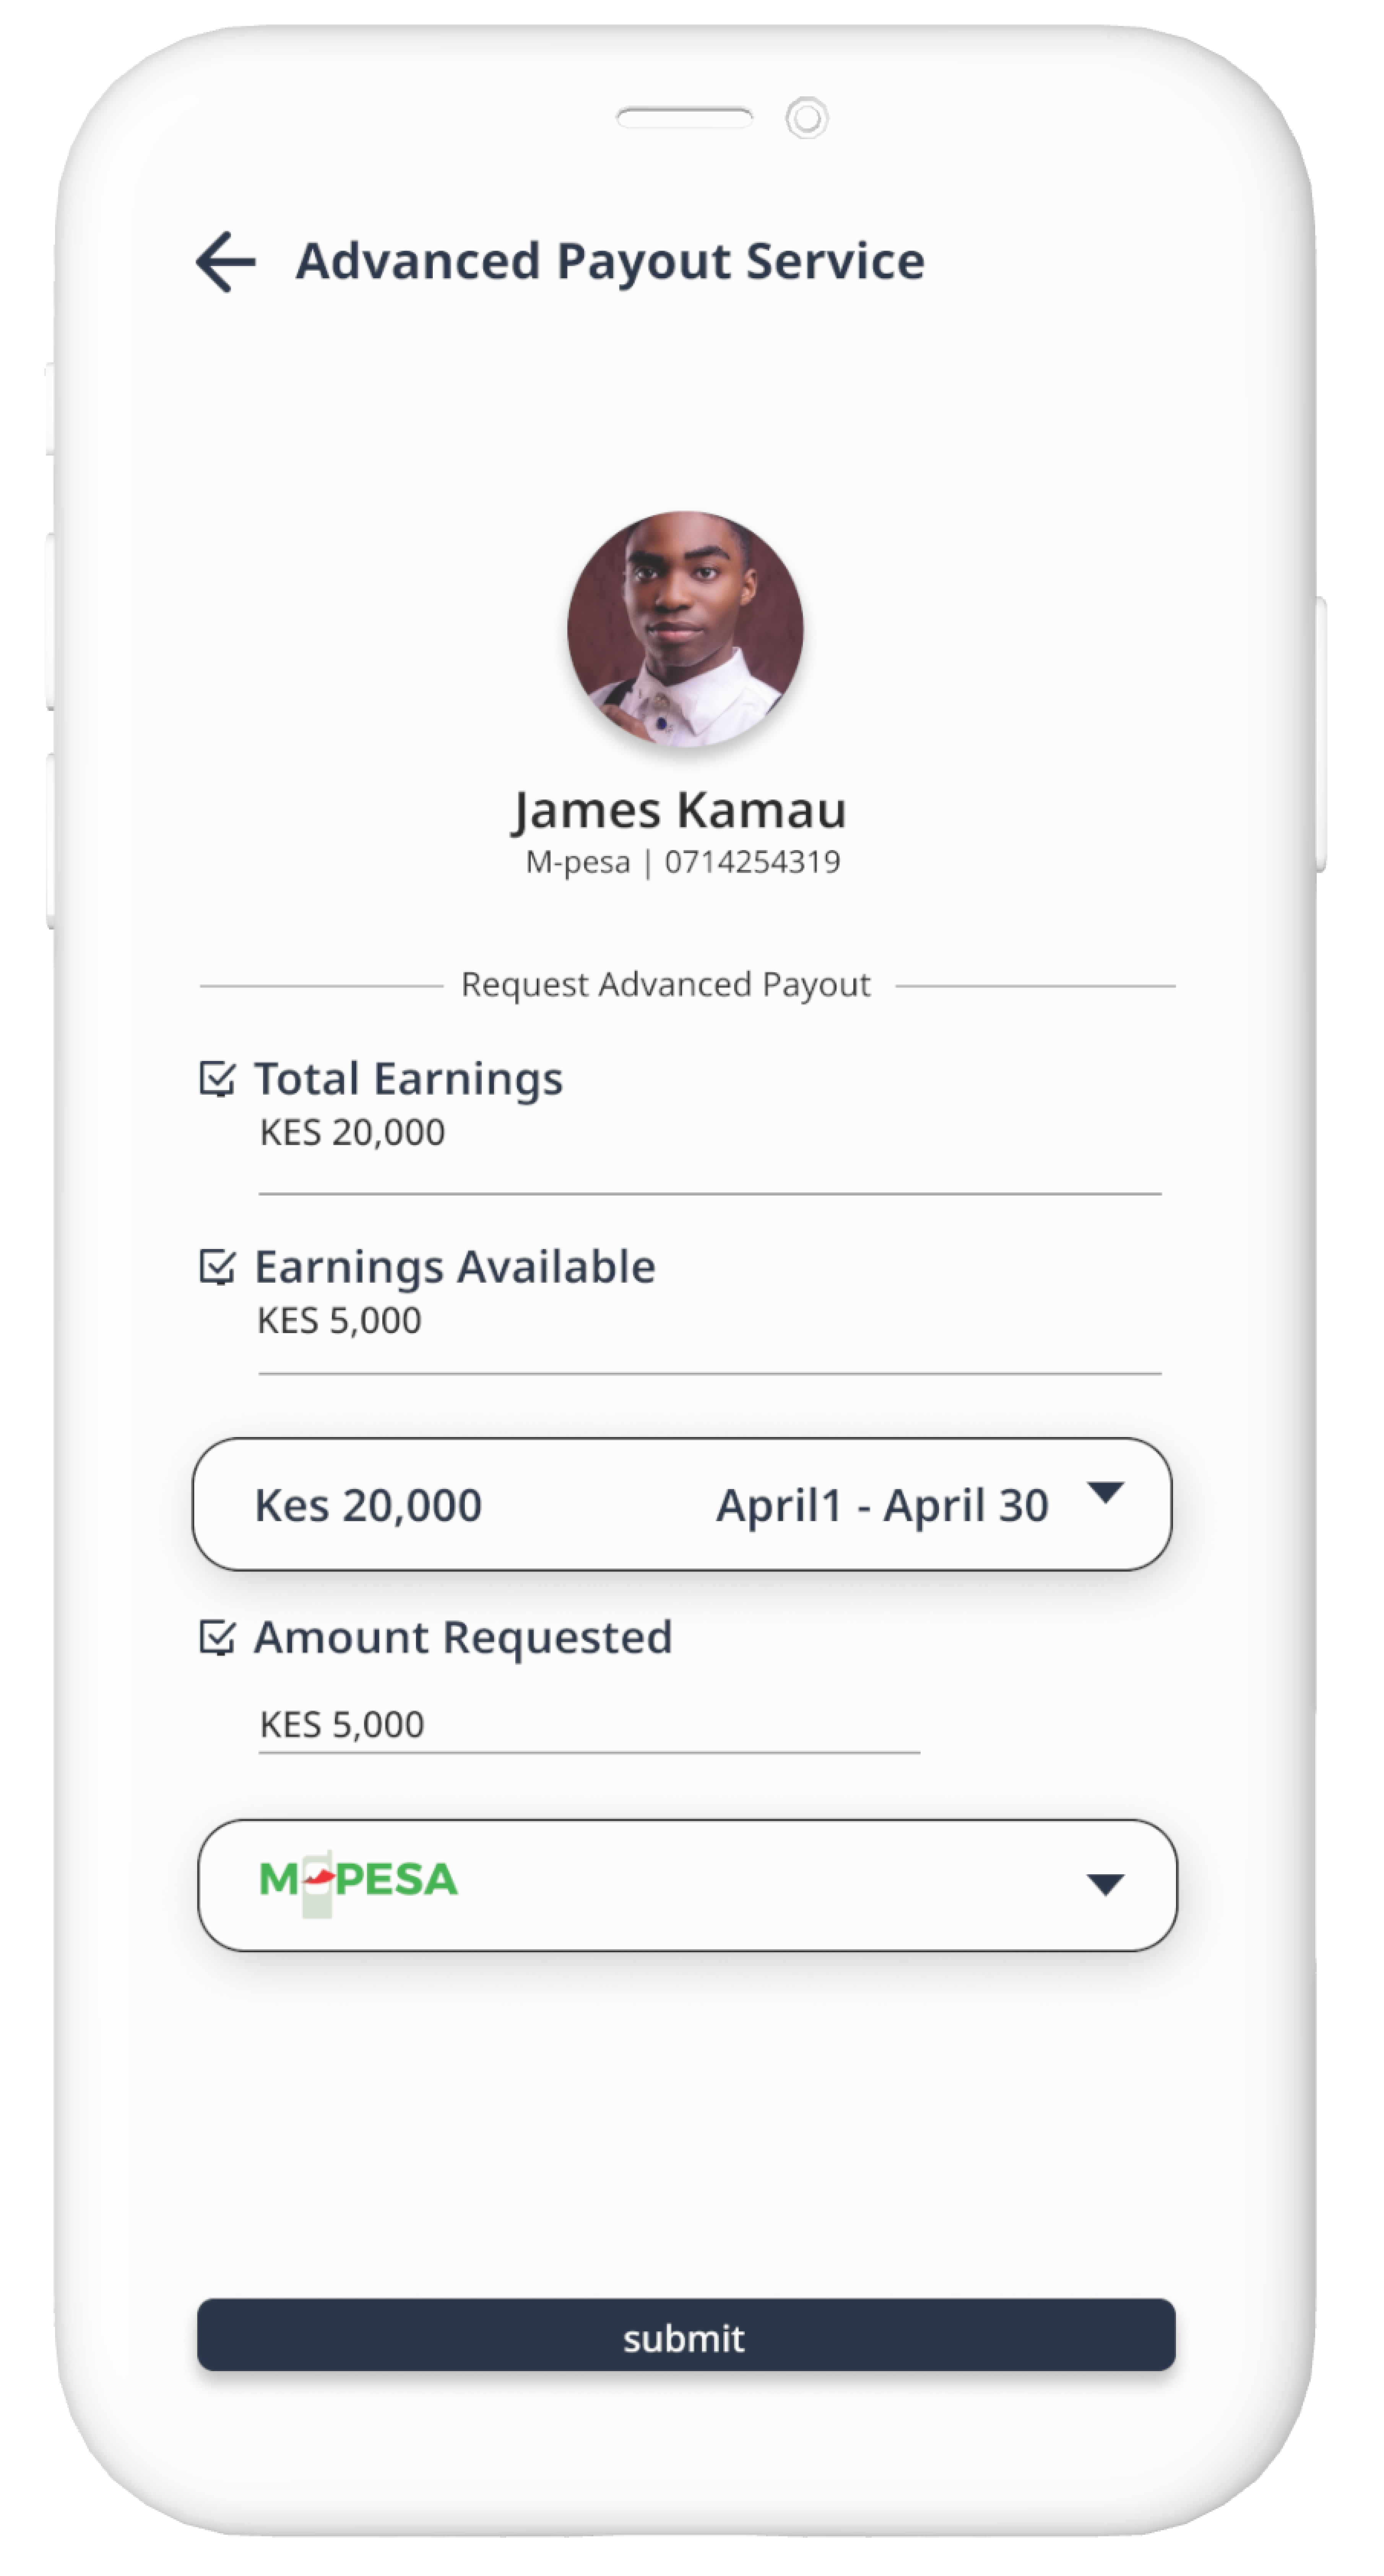 Advanced Payout Service
James Kamau
M-pesa | 0714254319
Request Advanced Payout
Total Earnings
KES 20,000
Earnings Available
KES 5,000
Kes 20,000 April1 - April 30
Amount Requested
KES 5,000
M-PESA
submit